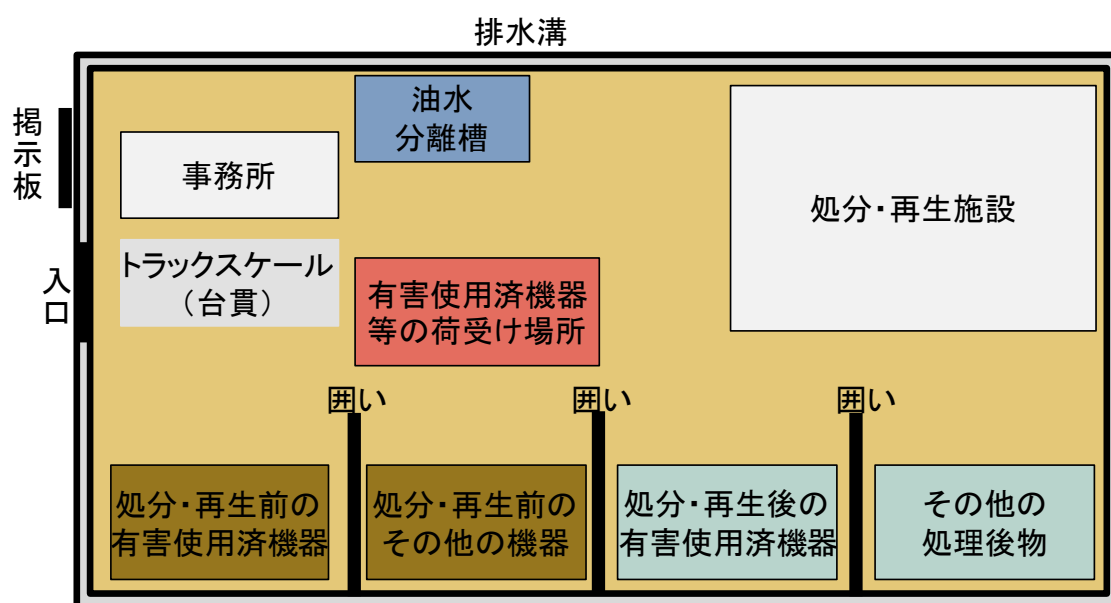 排水溝
掲示板
油水
分離槽
事務所
処分・再生施設
入口
トラックスケール
（台貫）
有害使用済機器
等の荷受け場所
囲い
囲い
囲い
処分・再生前の
有害使用済機器
処分・再生前の
その他の機器
処分・再生後の
有害使用済機器
その他の
処理後物